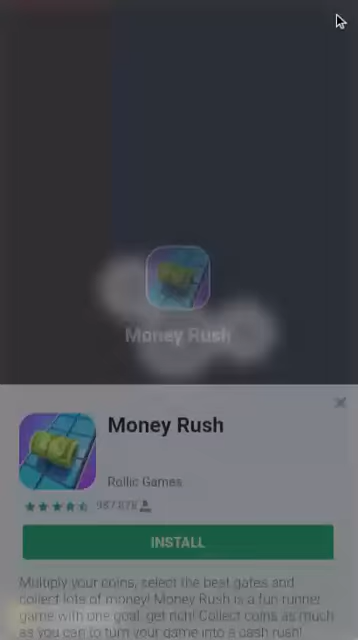 Money Rush
Money Rush
Rollic Games
INSTALL
Multiply your coins, select the best gates and
collect lots of money! Money Rush is a fun runner
game with one goal, get rich! Collect coins as much
as you can to turn your game into a cash rush!